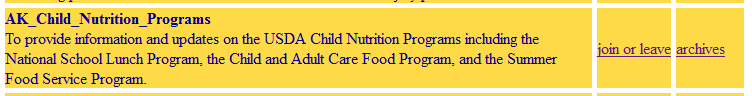 AK_Child_Nutrition_Programs
To provide information and updates on the USDA Child Nutrition Programs including the
National School Lunch Program, the Child and Adult Care Food Program, and the Summer
Food Service Program.
join or leave archives